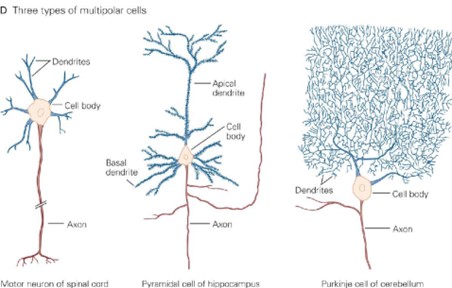 D Three types of multipolar cells
Dendrites
Cell body
Axon
Motor neuron of spinal cord
Apical
dendrite
Cell
body
Basal
dendrite
Axon
Pyramidal cell of hippocampus
Dendrites
Cell body
Axon
Purkinje cell of cerebellum